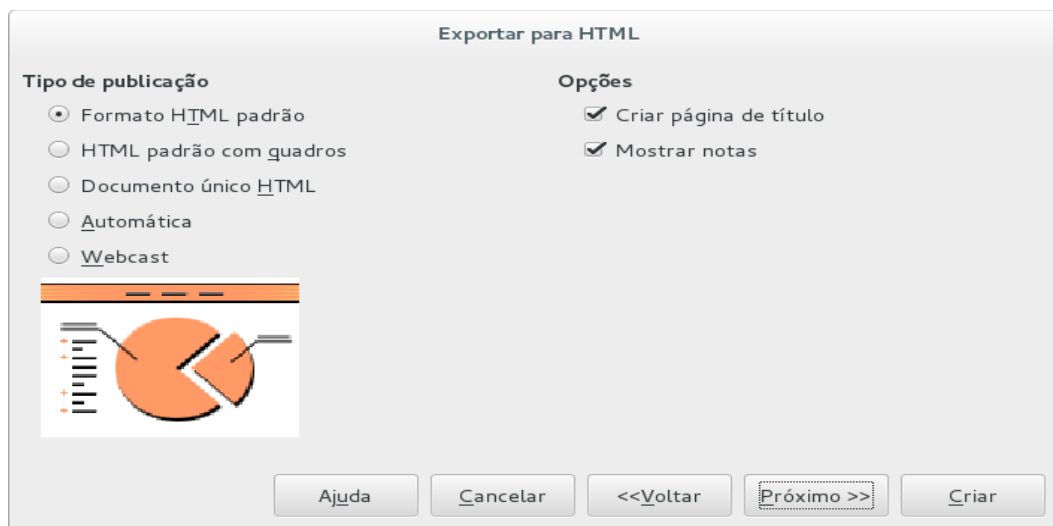 Exportar para HTML
Tipo de publicação
Formato HTML padrão
HTML padrão com quadros
Documento único HTML
Automática
Webcast
Opções
Criar página de título
Mostrar notas
Ajuda
Cancelar
<<Voltar
Próximo >>
Criar